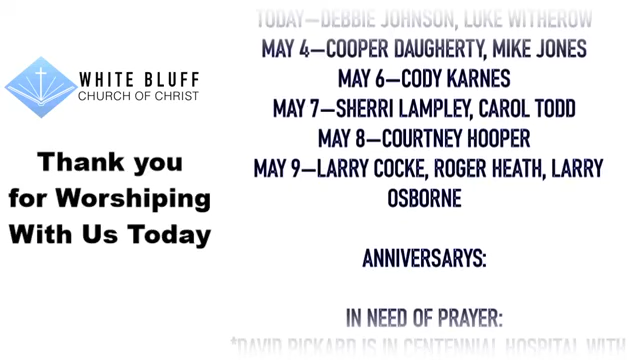 WHITE BLUFF
CHURCH OF CHRIST
Thank you
for Worshiping
With Us Today
TODAY—DEBBIE JOHNSON, LUKE WITHEROW
MAY 4—COOPER DAUGHERTY, MIKE JONES
MAY 6—CODY KARNES
MAY 7—SHERRI LAMPLEY, CAROL TODD
MAY 8—COURTNEY HOOPER
MAY 9—LARRY COCKE, ROGER HEATH, LARRY
OSBORNE
ANNIVERSARYS:
IN NEED OF PRAYER:
*DAVID PICKARD IS IN CENTENNIAL HOSPITAL WITH